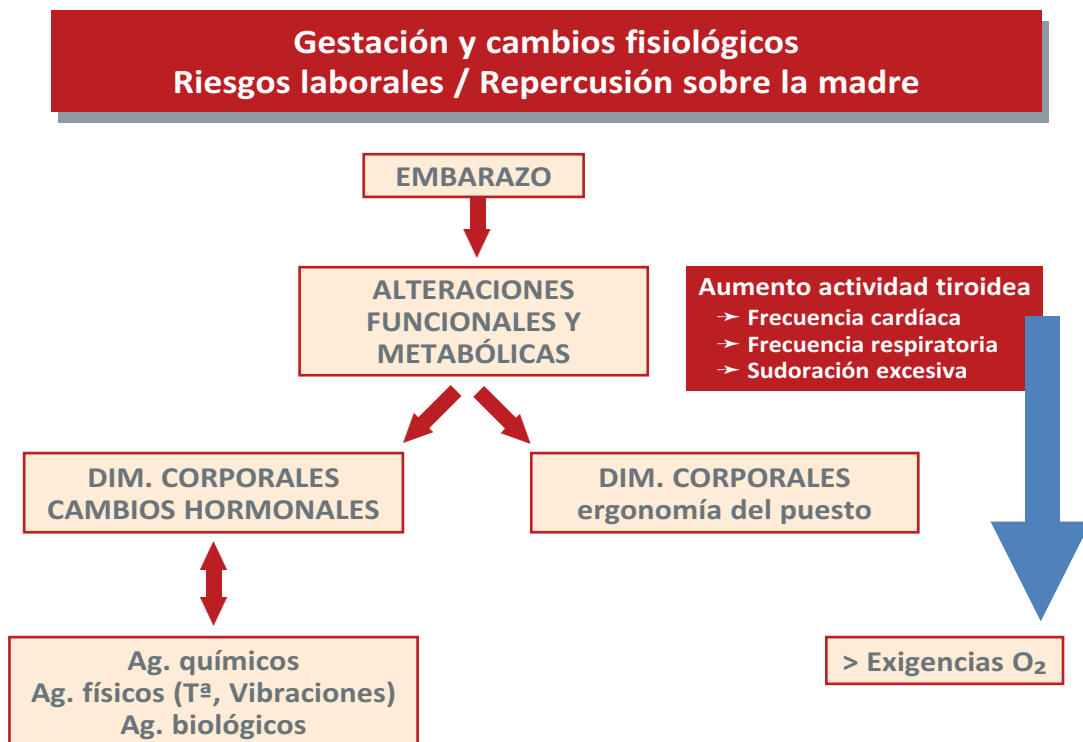 Gestación y cambios fisiológicos
Riesgos laborales / Repercusión sobre la madre
EMBARAZO
ALTERACIONES
FUNCIONALES Y
METABÓLICAS
Aumento actividad tiroidea
➛ Frecuencia cardíaca
➛ Frecuencia respiratoria
➛ Sudoración excesiva
DIM. CORPORALES
CAMBIOS HORMONALES
DIM. CORPORALES
ergonomía del puesto
Ag. químicos
Ag. físicos (Tª, Vibraciones)
Ag. biológicos
> Exigencias O₂